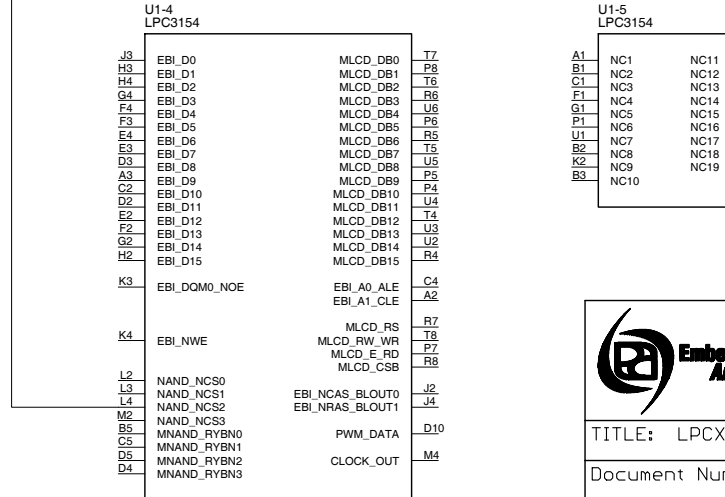 U1-4
LPC3154
J3 EBI_D0 MLCD_DB0 T7
H3 EBI_D1 MLCD_DB1 P8
H4 EBI_D2 MLCD_DB2 T6
G4 EBI_D3 MLCD_DB3 R6
F4 EBI_D4 MLCD_DB4 U6
F3 EBI_D5 MLCD_DB5 P6
E4 EBI_D6 MLCD_DB6 R5
E3 EBI_D7 MLCD_DB7 T5
D3 EBI_D8 MLCD_DB8 U5
A3 EBI_D9 MLCD_DB9 P5
C2 EBI_D10 MLCD_DB10 P4
D2 EBI_D11 MLCD_DB11 U4
E2 EBI_D12 MLCD_DB12 T4
F2 EBI_D13 MLCD_DB13 U3
G2 EBI_D14 MLCD_DB14 U2
H2 EBI_D15 MLCD_DB15 R4
K3 EBI_DQM0_NOE EBI_A0_ALE C4
EBI_A1_CLE A2
MLCD_RS R7
K4 EBI_NWE MLCD_RW_WR T8
MLCD_E_RD P7
MLCD_CSB R8
L2 NAND_NCS0
L3 NAND_NCS1 EBI_NCAS_BLOUT0 J2
L4 NAND_NCS2 EBI_NRAS_BLOUT1 J4
M2 NAND_NCS3
B5 MNAND_RYBN0 PWM_DATA D10
C5 MNAND_RYBN1
D5 MNAND_RYBN2 CLOCK_OUT M4
D4 MNAND_RYBN3
U1-5
LPC3154
A1 NC1 NC11
B1 NC2 NC12
C1 NC3 NC13
F1 NC4 NC14
G1 NC5 NC15
P1 NC6 NC16
U1 NC7 NC17
B2 NC8 NC18
K2 NC9 NC19
B3 NC10
Embe
A
TITLE: LPCX
Document Num